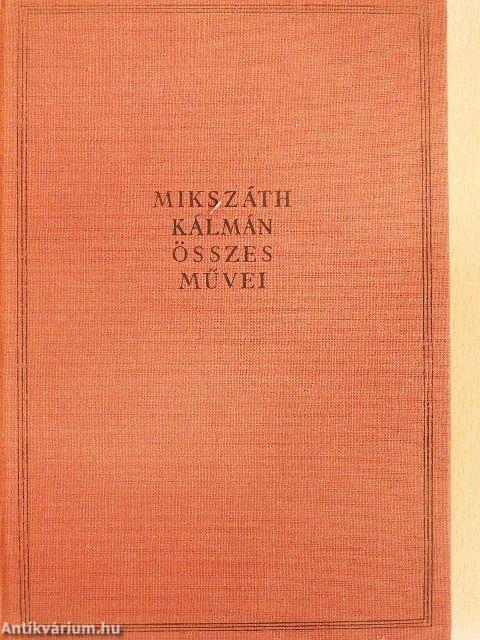 MIKSZÁTH
KÁLMÁN
ÖSSZES
MŰVEI
Antikvárium.hu